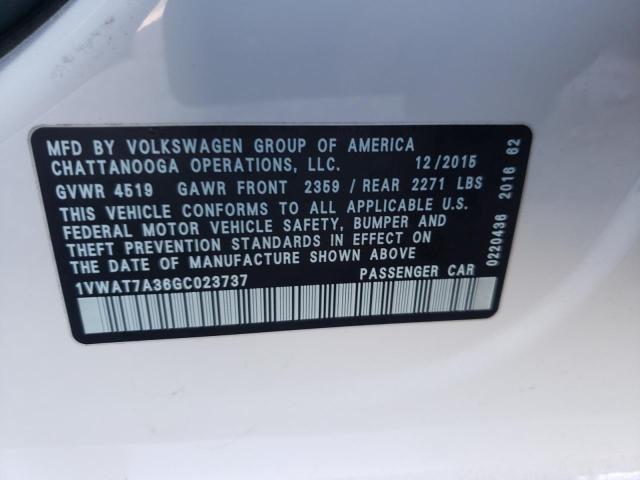 MFD BY VOLKSWAGEN GROUP OF AMERICA
CHATTANOOGA OPERATIONS, LLC. 12/2015
GVWR 4519 GAWR FRONT 2359 / REAR 2271 LBS
THIS VEHICLE CONFORMS TO ALL APPLICABLE U.S.
FEDERAL MOTOR VEHICLE SAFETY, BUMPER AND
THEFT PREVENTION STANDARDS IN EFFECT ON
THE DATE OF MANUFACTURE SHOWN ABOVE
1VWAT7A36GC023737 PASSENGER CAR
0220436 2016 62